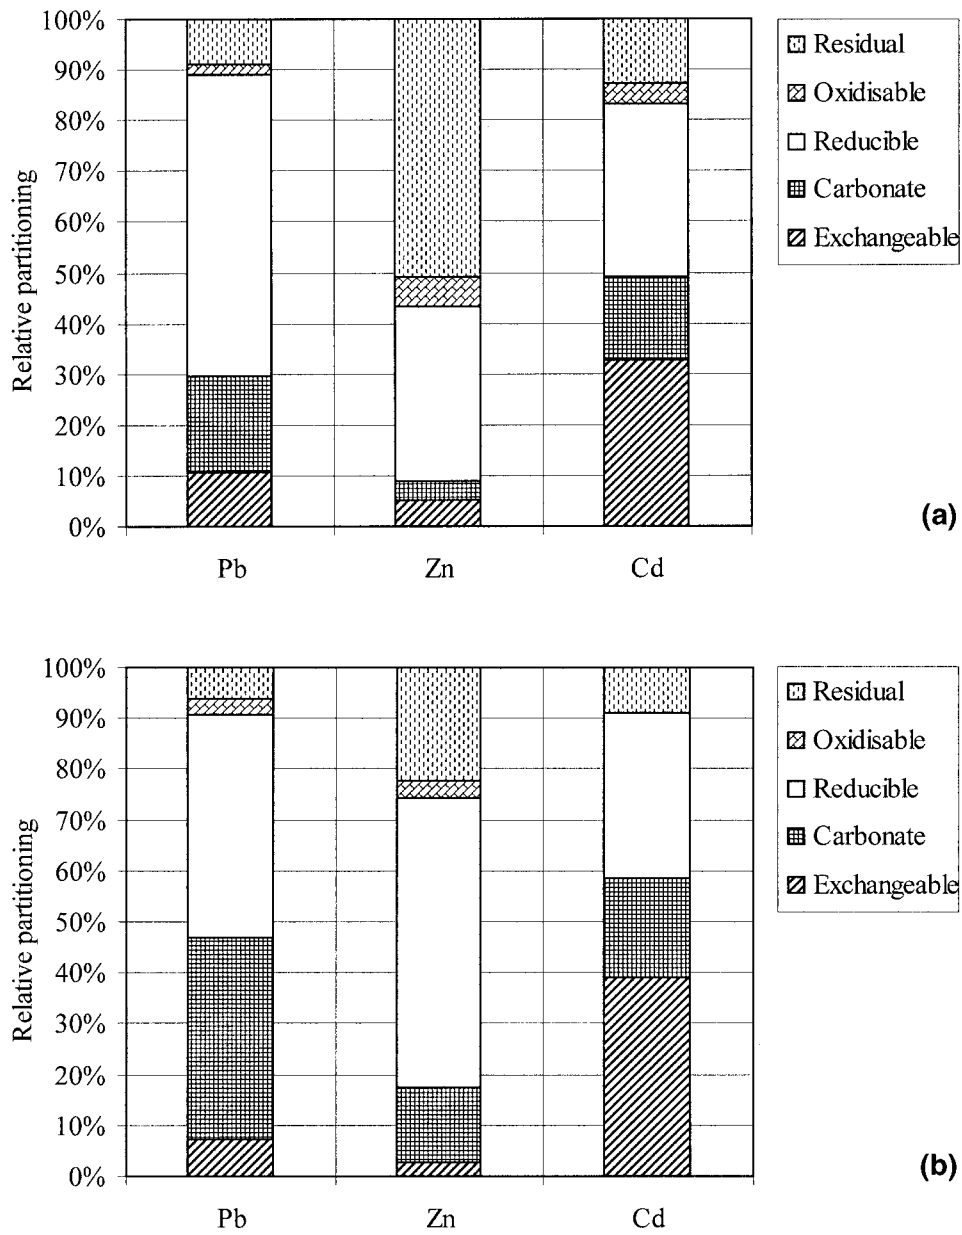 100%
90%
80%
70%
60%
50%
40%
30%
20%
10%
0%
Relative partitioning
Pb
Zn
Cd
Residual
Oxidisable
Reducible
Carbonate
Exchangeable
(a)
100%
90%
80%
70%
60%
50%
40%
30%
20%
10%
0%
Relative partitioning
Pb
Zn
Cd
Residual
Oxidisable
Reducible
Carbonate
Exchangeable
(b)